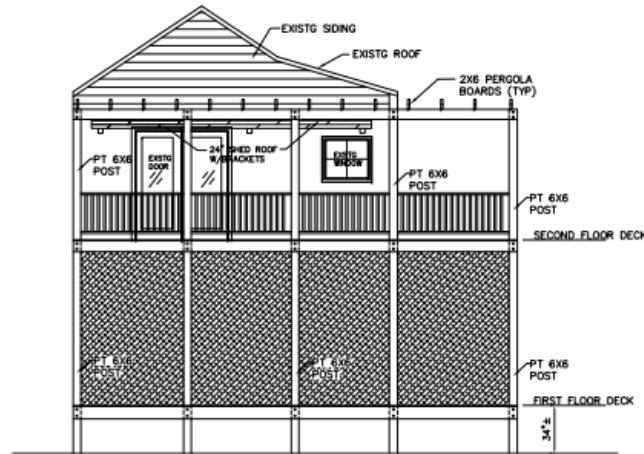 EXISTG SIDING
EXISTG ROOF
2X6 PERGOLA
BOARDS (TYP)
24" SHED ROOF
W/BRACKETS
PT 6X6
POST
EXISTG
DOOR
EXISTG
WINDOW
PT 6X6
POST
PT 6X6
POST
SECOND FLOOR DECK
PT 6X6
POST
PT 6X6
POST
PT 6X6
POST
FIRST FLOOR DECK
34"±